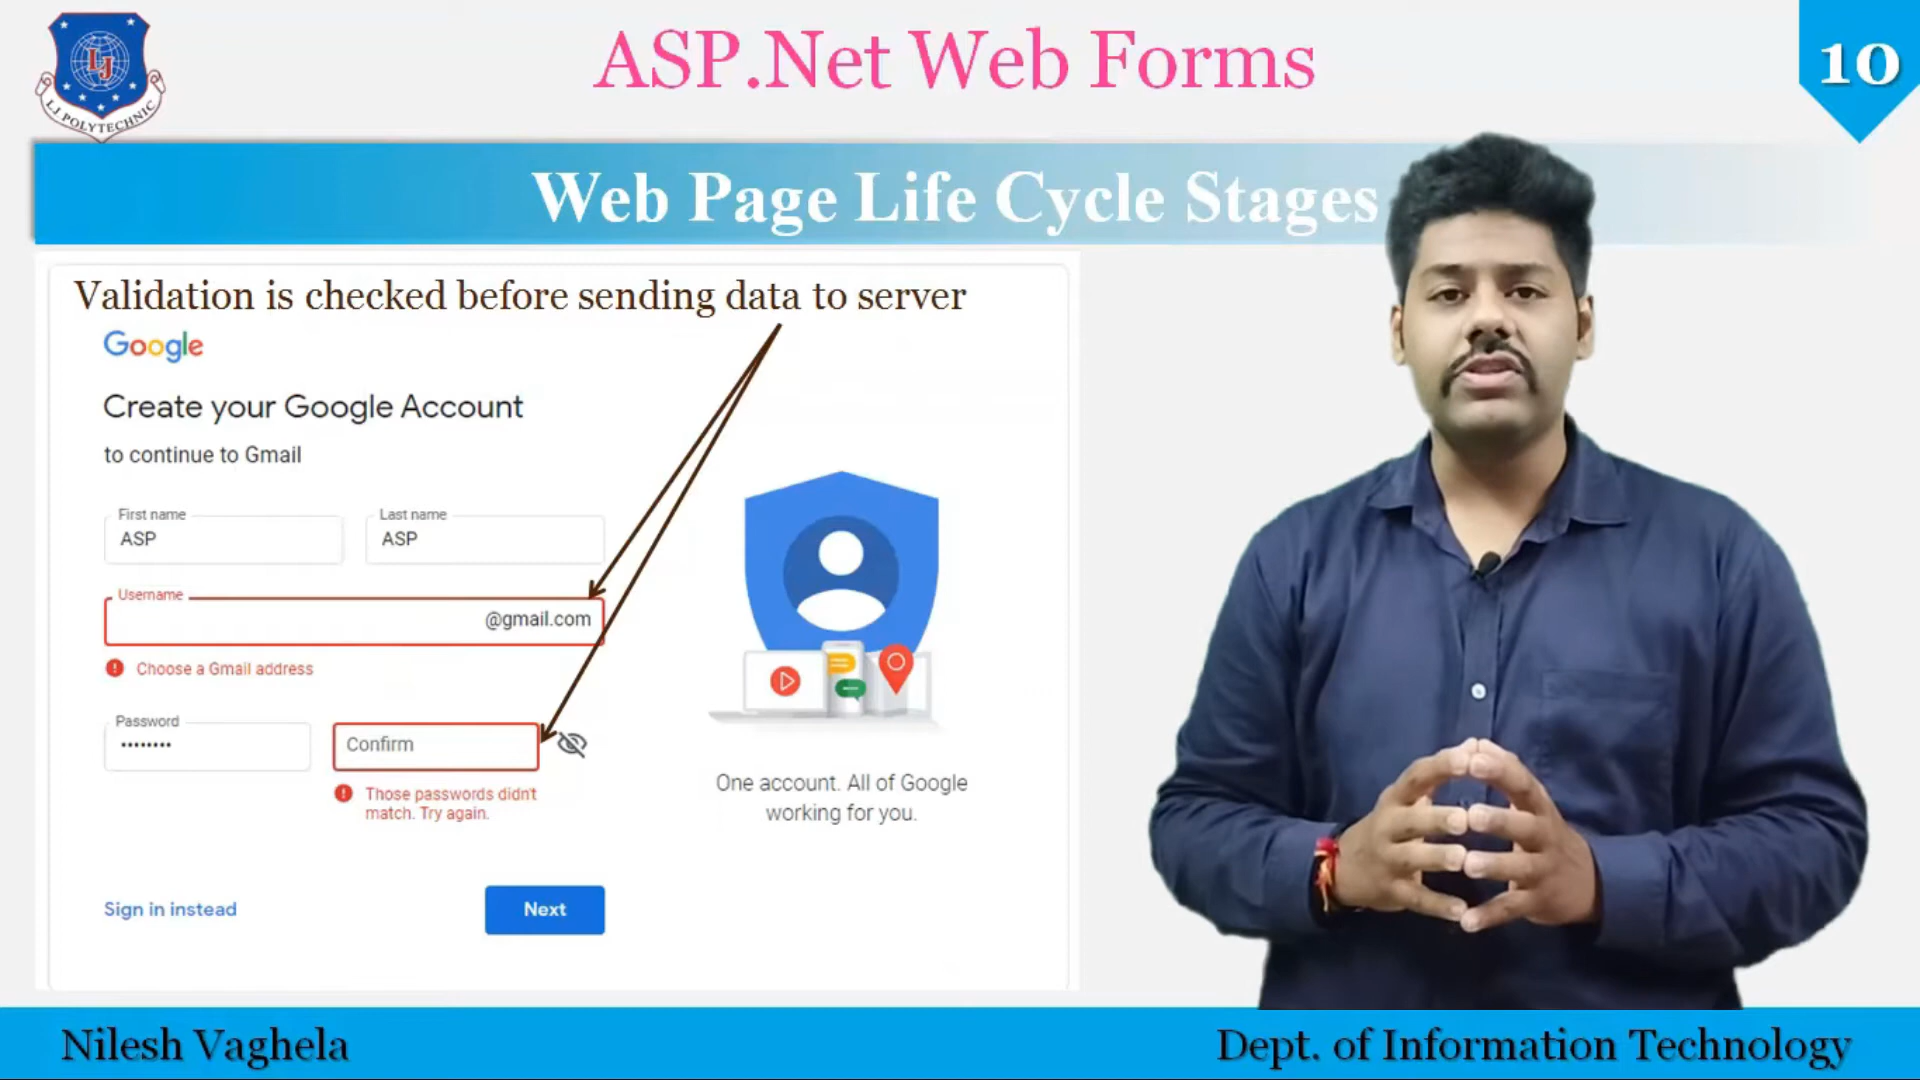 LJ
LJ POLYTECHNIC
ASP.Net Web Forms
10
Web Page Life Cycle Stages
Validation is checked before sending data to server
Google
Create your Google Account
to continue to Gmail
First name
Last name
ASP
ASP
Username
@gmail.com
Choose a Gmail address
Password
••••••••
Confirm
Those passwords didn't
match. Try again.
One account. All of Google
working for you.
Sign in instead
Next
Nilesh Vaghela
Dept. of Information Technology